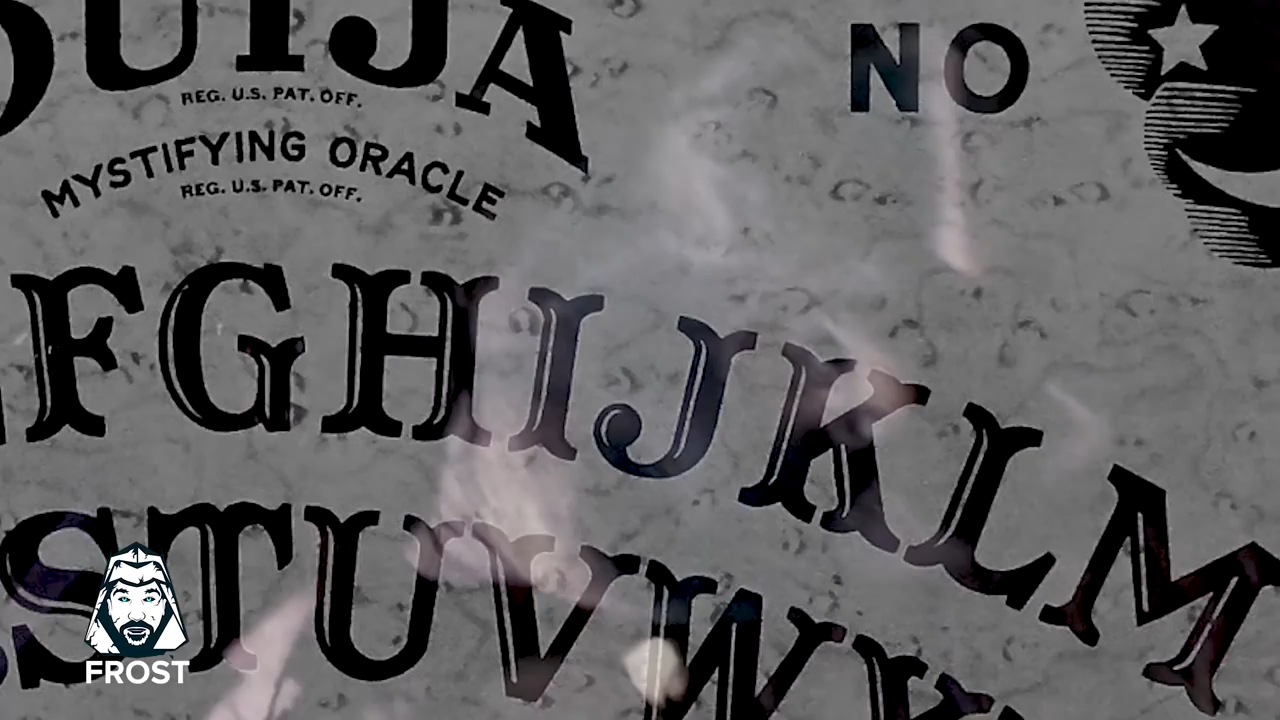 OUIJA
NO
REG. U.S. PAT. OFF.
MYSTIFYING ORACLE
REG. U.S. PAT. OFF.
FGHIJKLM
STUVW
FROST